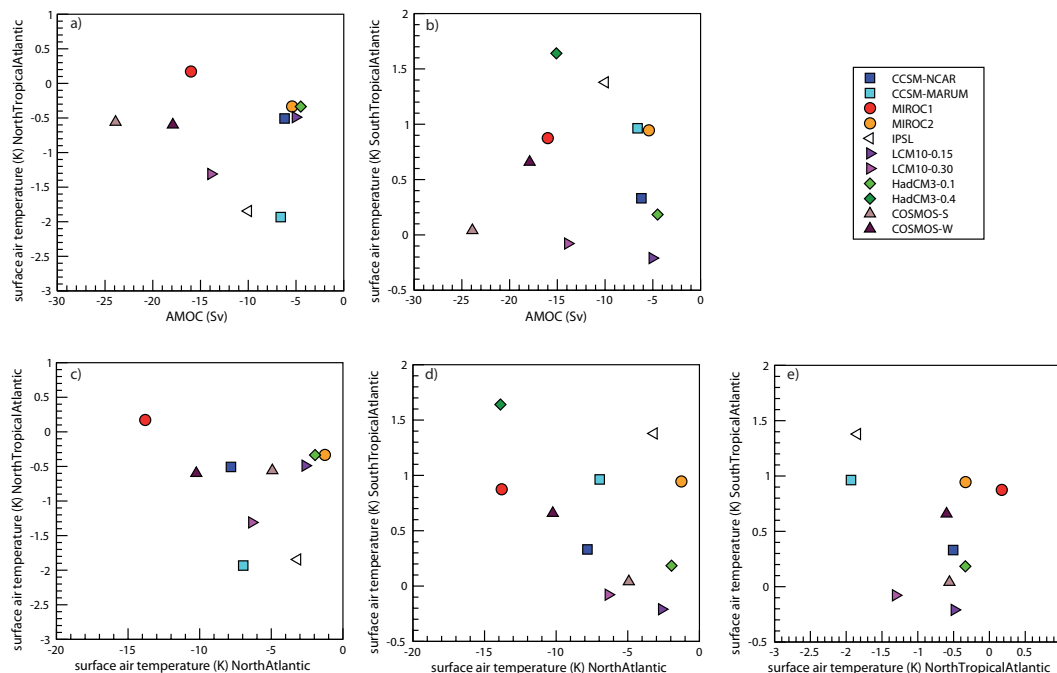 a)
1
0.5
0
-0.5
-1
-1.5
-2
-2.5
-3
surface air temperature (K) NorthTropicalAtlantic
-30 -25 -20 -15 -10 -5 0
AMOC (Sv)
b)
2
1.5
1
0.5
0
-0.5
surface air temperature (K) SouthTropicalAtlantic
-30 -25 -20 -15 -10 -5 0
AMOC (Sv)
CCSM-NCAR
CCSM-MARUM
MIROC1
MIROC2
IPSL
LCM10-0.15
LCM10-0.30
HadCM3-0.1
HadCM3-0.4
COSMOS-S
COSMOS-W
c)
1
0.5
0
-0.5
-1
-1.5
-2
-2.5
-3
surface air temperature (K) NorthTropicalAtlantic
-20 -15 -10 -5 0
surface air temperature (K) NorthAtlantic
d)
2
1.5
1
0.5
0
-0.5
surface air temperature (K) SouthTropicalAtlantic
-20 -15 -10 -5 0
surface air temperature (K) NorthAtlantic
e)
2
1.5
1
0.5
0
-0.5
surface air temperature (K) SouthTropicalAtlantic
-3 -2.5 -2 -1.5 -1 -0.5 0 0.5 1
surface air temperature (K) NorthTropicalAtlantic